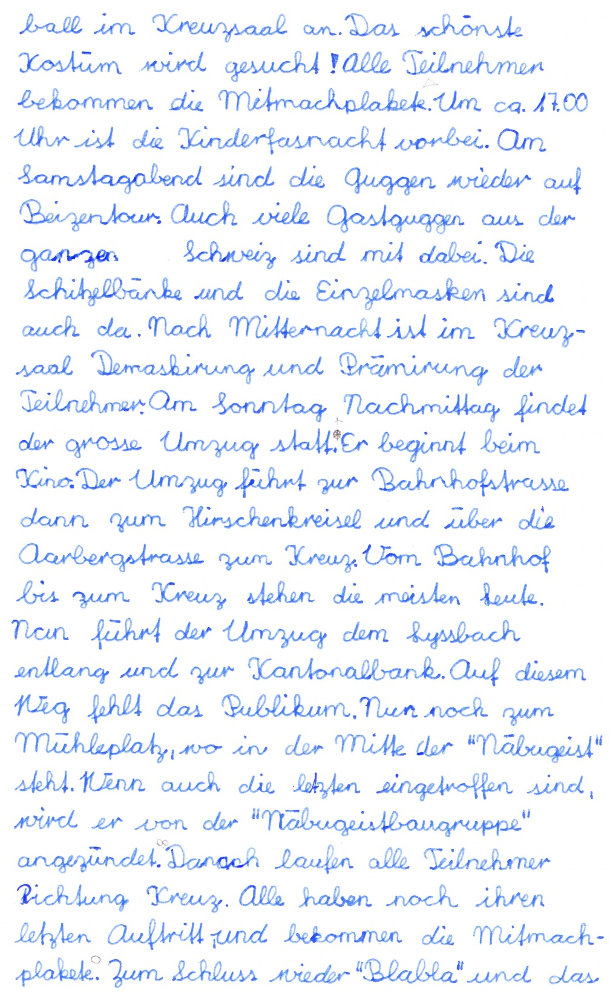 ball im Kreuzsaal an. Das schönste
Kostüm wird gesucht! Alle Teilnehmer
bekommen die Mitmachplakete. Um ca. 17.00
Uhr ist die Kinderfasnacht vorbei. Am
Samstagabend sind die Guggen wieder auf
Beizentour. Auch viele Gastguggen aus der
ganzen Schweiz sind mit dabei. Die
Schitzelbänke und die Einzelmasken sind
auch da. Nach Mitternacht ist im Kreuz-
saal Demaskirung und Prämirung der
Teilnehmer. Am Sonntag Nachmittag findet
der grosse Umzug statt. Er beginnt beim
Kino. Der Umzug führt zur Bahnhofstrasse
dann zum Hirschenkreisel und über die
Aarbergstrasse zum Kreuz. Vom Bahnhof
bis zum Kreuz stehen die meisten Leute.
Nun führt der Umzug dem Lyssbach
entlang und zur Kantonalbank. Auf diesem
Weg fehlt das Publikum. Nur noch zum
Mühleplatz, wo in der Mitte der "Näbugeist"
steht. Wenn auch die letzten eingetroffen sind,
wird er von der "Näbugeistbaugruppe"
angezündet. Danach laufen alle Teilnehmer
Richtung Kreuz. Alle haben noch ihren
letzten Auftritt, und bekommen die Mitmach-
plakete. Zum Schluss wieder "Blabla" und das